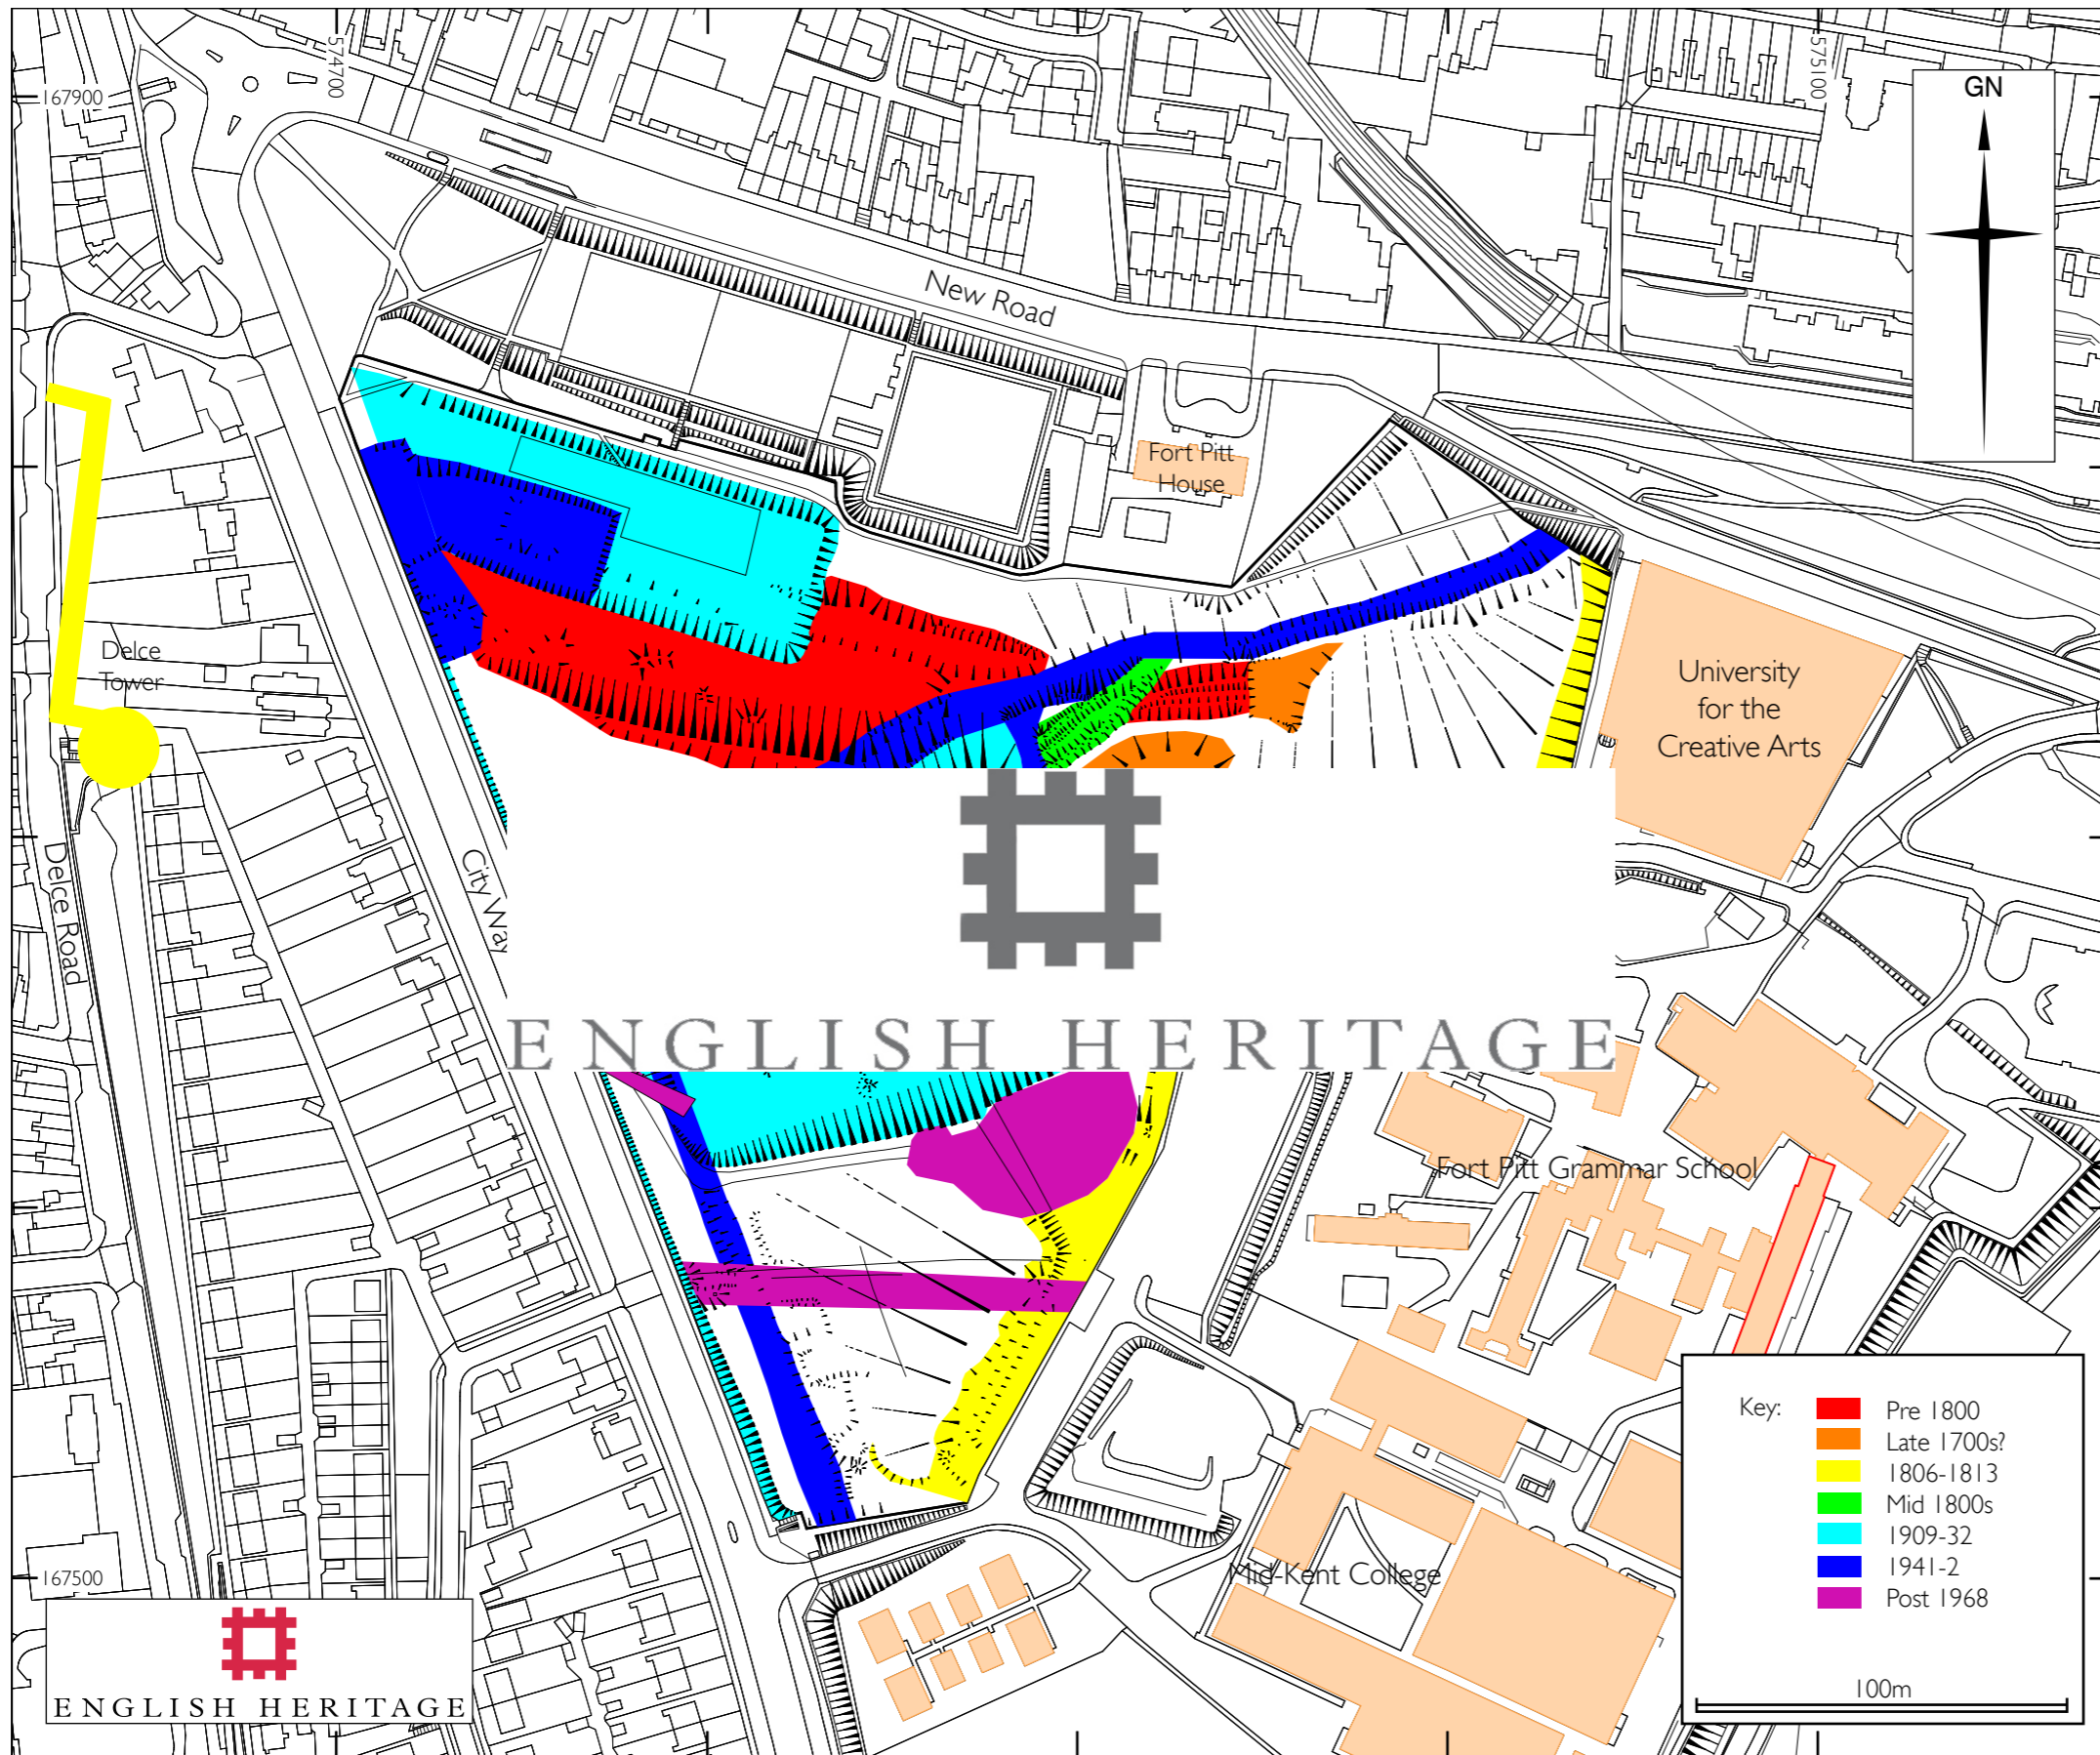 574700
575100
167900
GN
New Road
Fort Pitt
House
Delce
Tower
University
for the
Creative Arts
City Way
Delce Road
ENGLISH HERITAGE
Fort Pitt Grammar School
Mid-Kent College
167500
Key:
Pre 1800
Late 1700s?
1806-1813
Mid 1800s
1909-32
1941-2
Post 1968
100m
ENGLISH HERITAGE